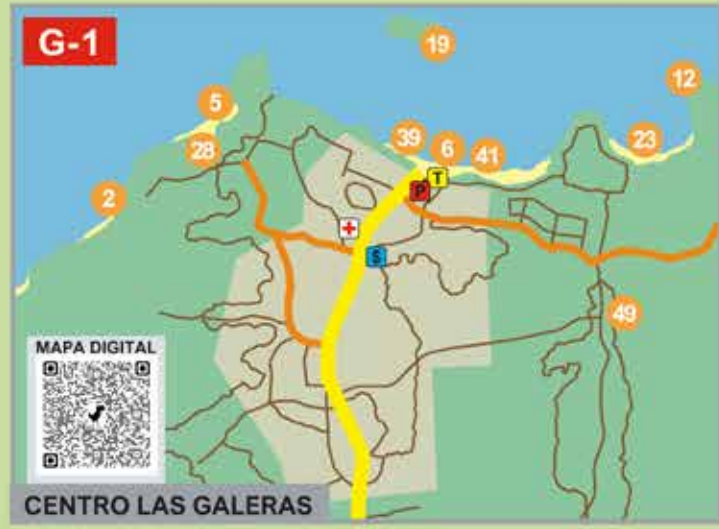 G-1
19
12
5
39
6
41
23
28
T
P
2
S
49
MAPA DIGITAL
CENTRO LAS GALERAS